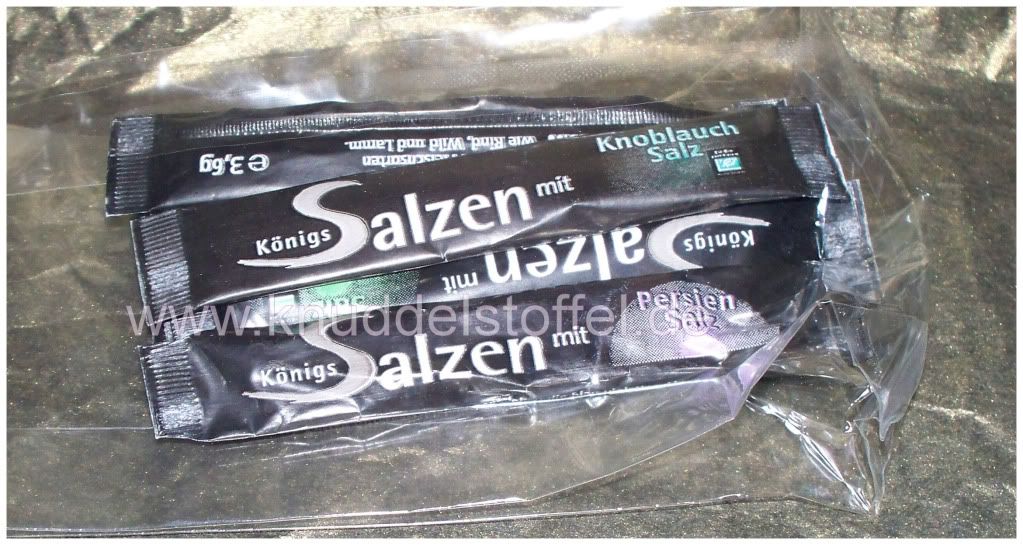 wie Rind, Wild und Lamm.
℮ 3,6g
Knoblauch
Salz
Königs Salzen mit
Königs Salzen mit
www.knuddelstoffel.
Persien
Salz
Königs Salzen mit